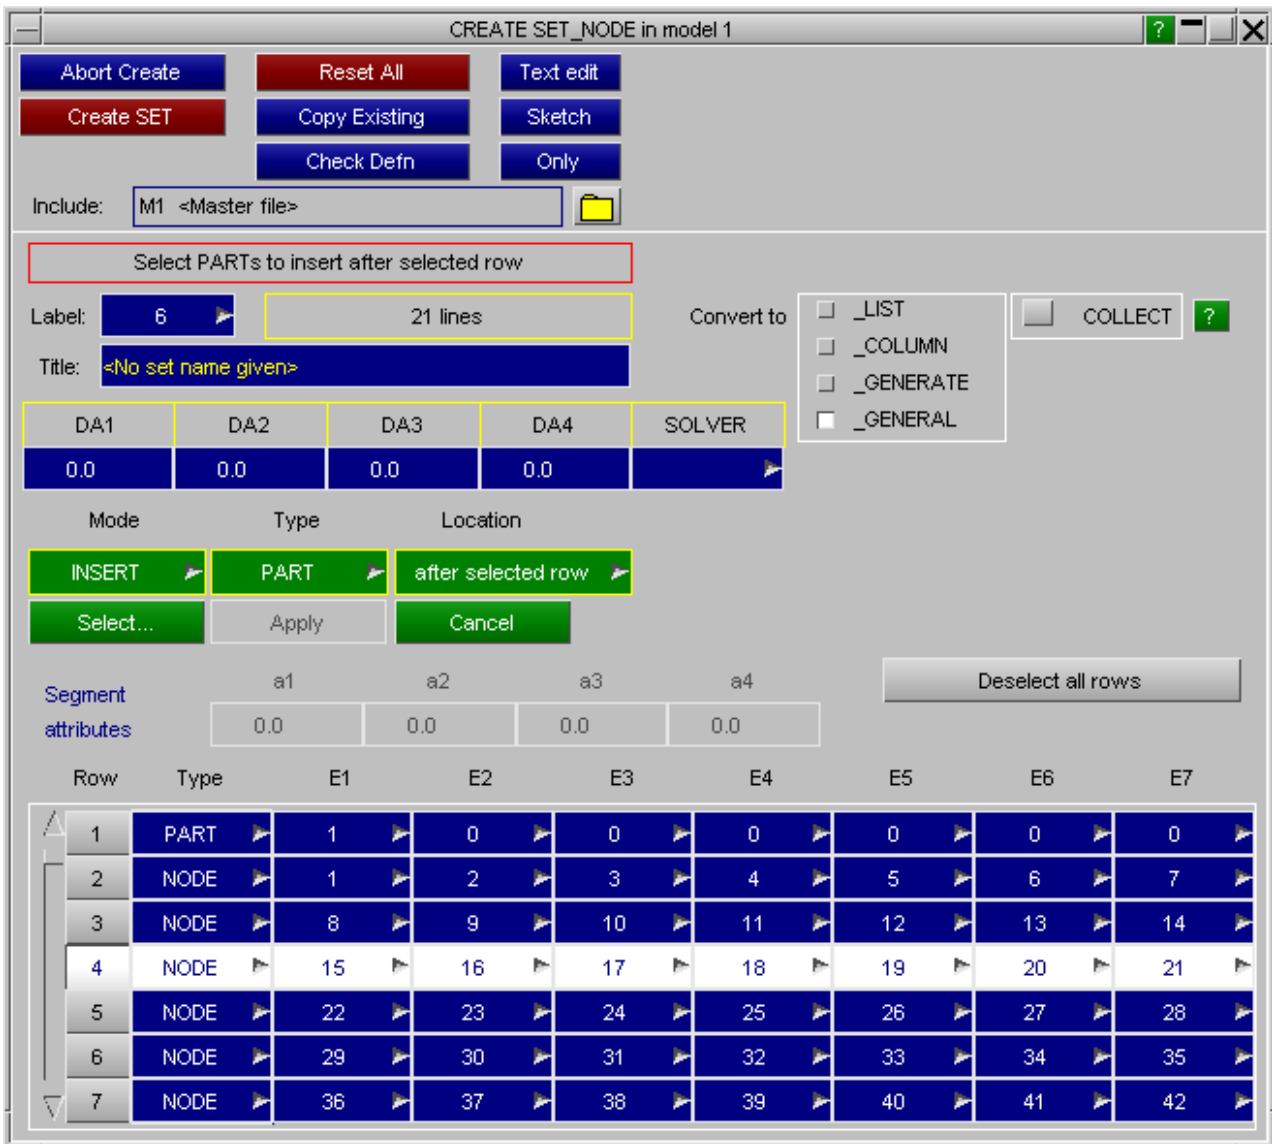 CREATE SET_NODE in model 1 ?
Abort Create Reset All Text edit
Create SET Copy Existing Sketch
Check Defn Only
Include: M1 <Master file>
Select PARTs to insert after selected row
Label: 6 21 lines Convert to _LIST COLLECT ?
_COLUMN
Title: <No set name given>
_GENERATE
_GENERAL
DA1 DA2 DA3 DA4 SOLVER
0.0 0.0 0.0 0.0
Mode Type Location
INSERT PART after selected row
Select... Apply Cancel
Segment attributes a1 a2 a3 a4 Deselect all rows
0.0 0.0 0.0 0.0
Row Type E1 E2 E3 E4 E5 E6 E7
1 PART 1 0 0 0 0 0 0
2 NODE 1 2 3 4 5 6 7
3 NODE 8 9 10 11 12 13 14
4 NODE 15 16 17 18 19 20 21
5 NODE 22 23 24 25 26 27 28
6 NODE 29 30 31 32 33 34 35
7 NODE 36 37 38 39 40 41 42